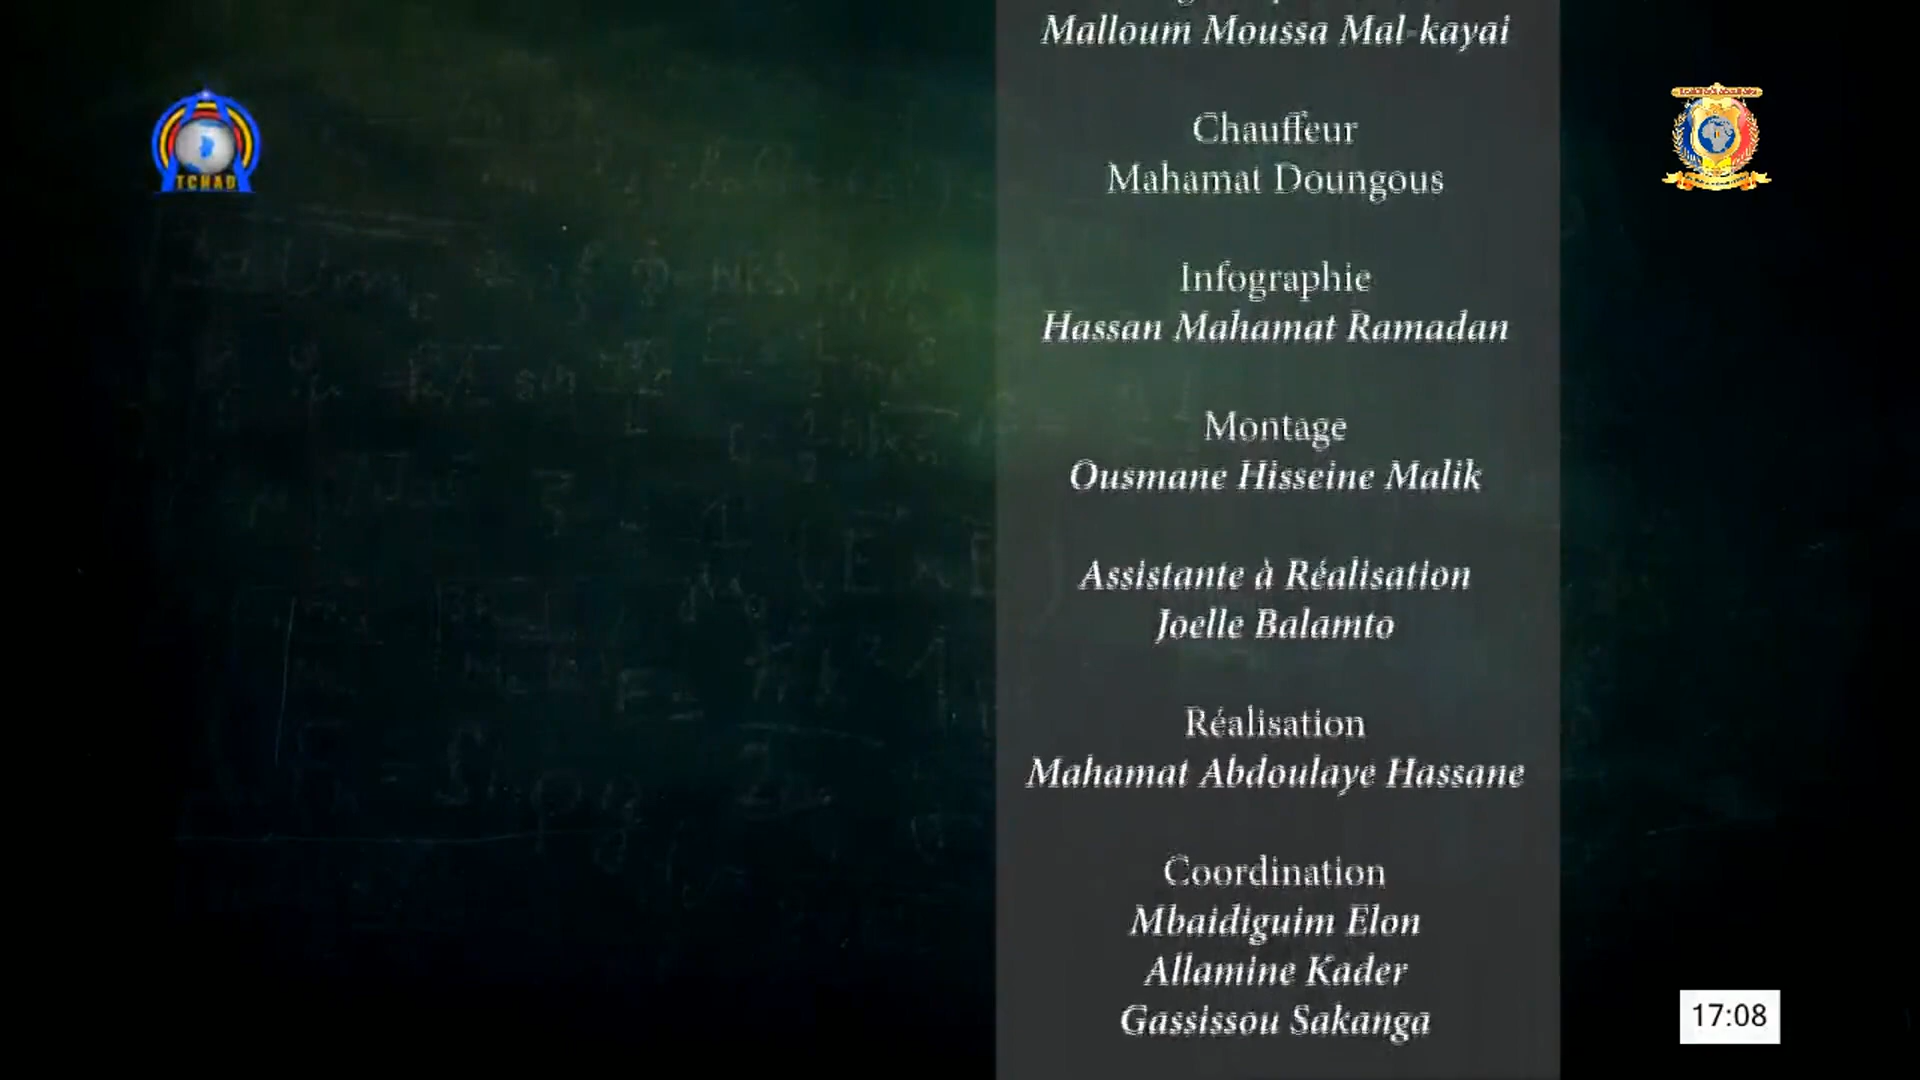 Malloum Moussa Mal-kayai
TCHAD
Chauffeur
Mahamat Doungous
Infographie
Hassan Mahamat Ramadan
Montage
Ousmane Hisseine Malik
Assistante à Réalisation
Joelle Balamto
Réalisation
Mahamat Abdoulaye Hassane
Coordination
Mbaidiguim Elon
Allamine Kader
Gassissou Sakanga
17:08